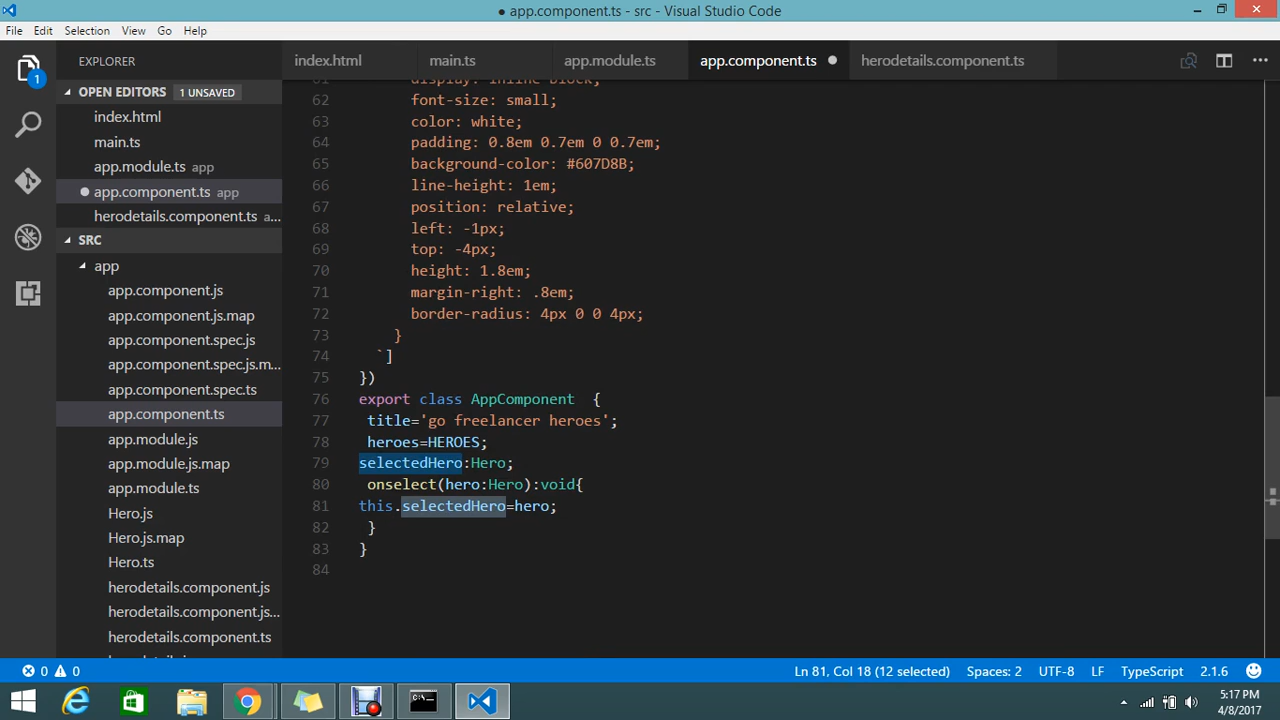 ● app.component.ts - src - Visual Studio Code
File Edit Selection View Go Help
1
EXPLORER
OPEN EDITORS 1 UNSAVED
index.html
main.ts
app.module.ts app
app.component.ts app
herodetails.component.ts a...
SRC
app
app.component.js
app.component.js.map
app.component.spec.js
app.component.spec.js.m...
app.component.spec.ts
app.component.ts
app.module.js
app.module.js.map
app.module.ts
Hero.js
Hero.js.map
Hero.ts
herodetails.component.js
herodetails.component.js...
herodetails.component.ts
index.html main.ts app.module.ts app.component.ts herodetails.component.ts
61 display: inline-block;
62 font-size: small;
63 color: white;
64 padding: 0.8em 0.7em 0 0.7em;
65 background-color: #607D8B;
66 line-height: 1em;
67 position: relative;
68 left: -1px;
69 top: -4px;
70 height: 1.8em;
71 margin-right: .8em;
72 border-radius: 4px 0 0 4px;
73 }
74 `]
75 })
76 export class AppComponent {
77 title='go freelancer heroes';
78 heroes=HEROES;
79 selectedHero:Hero;
80 onselect(hero:Hero):void{
81 this.selectedHero=hero;
82 }
83 }
84
0 0 Ln 81, Col 18 (12 selected) Spaces: 2 UTF-8 LF TypeScript 2.1.6
5:17 PM
4/8/2017